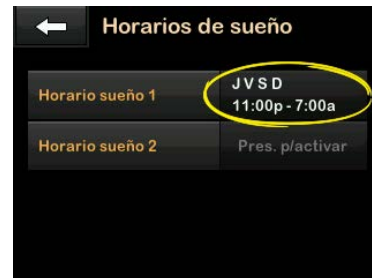 Horarios de sueño
Horario sueño 1
J V S D
11:00p - 7:00a
Horario sueño 2
Pres. p/activar